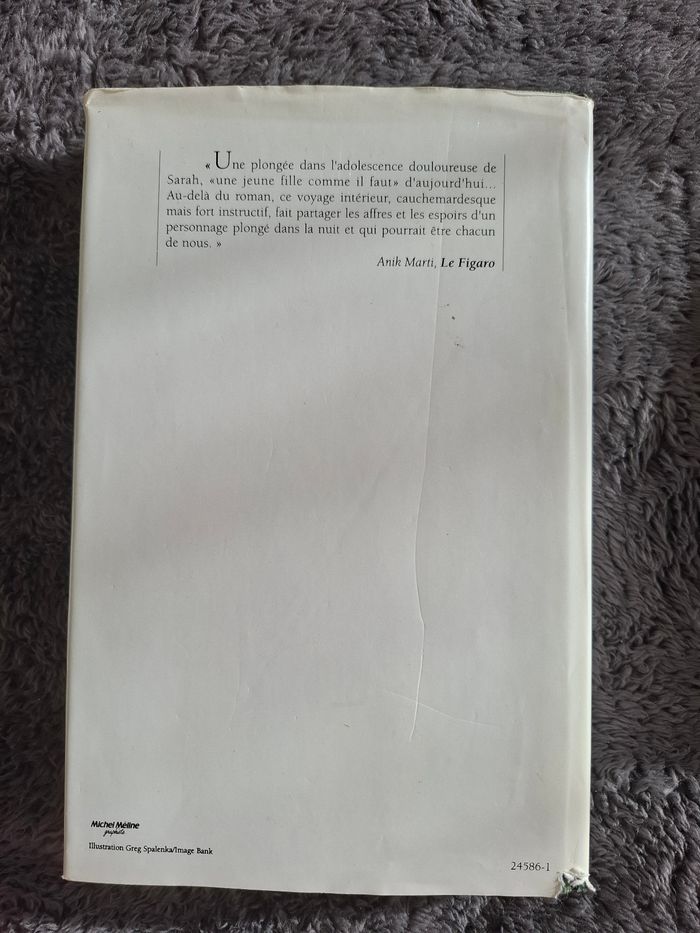 « Une plongée dans l'adolescence douloureuse de
Sarah, «une jeune fille comme il faut» d'aujourd'hui...
Au-delà du roman, ce voyage intérieur, cauchemardesque
mais fort instructif, fait partager les affres et les espoirs d'un
personnage plongé dans la nuit et qui pourrait être chacun
de nous. »
Anik Marti, Le Figaro
Michel Méline
graphiste
Illustration Greg Spalenka/Image Bank
24586-1